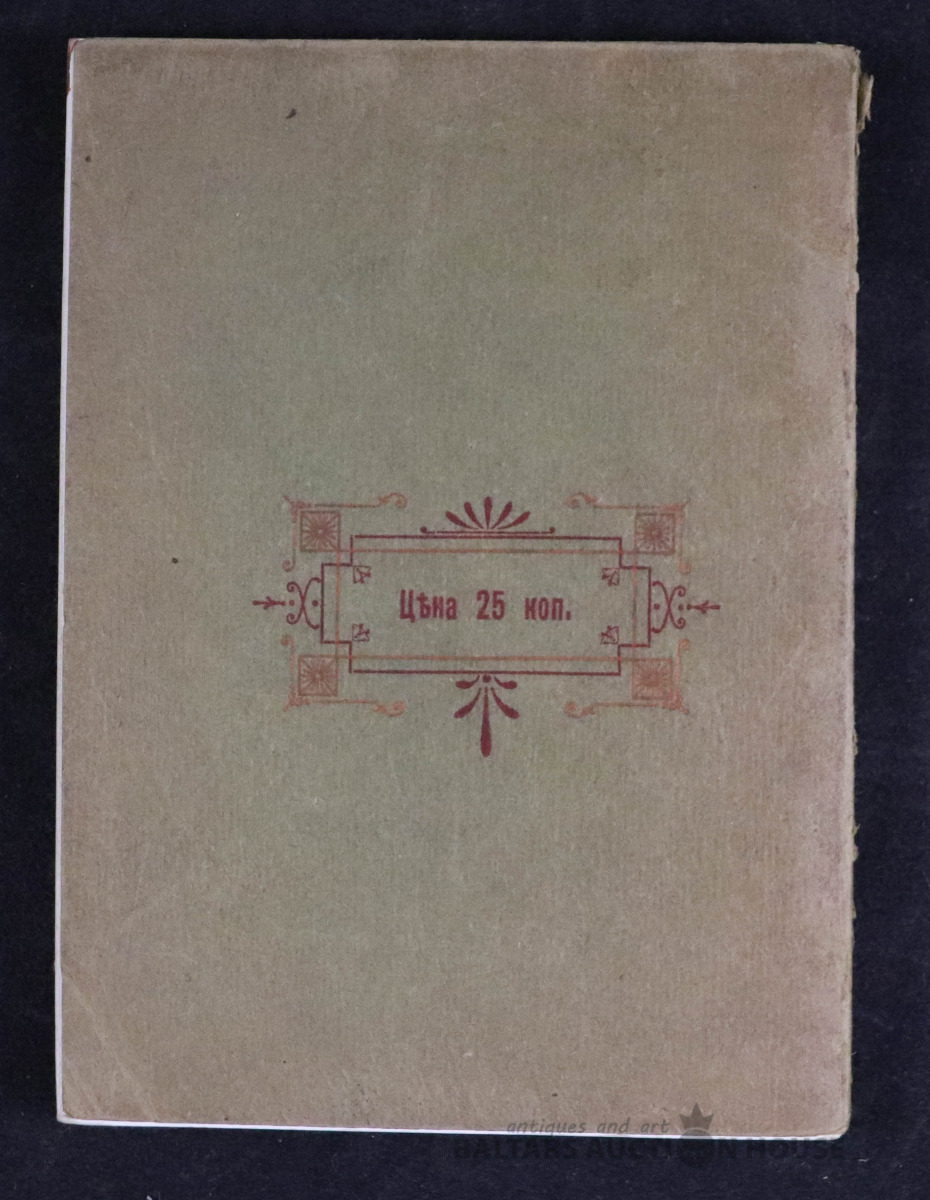 Цѣна 25 коп.
antiques and art
BALTARS AUCTION HOUSE